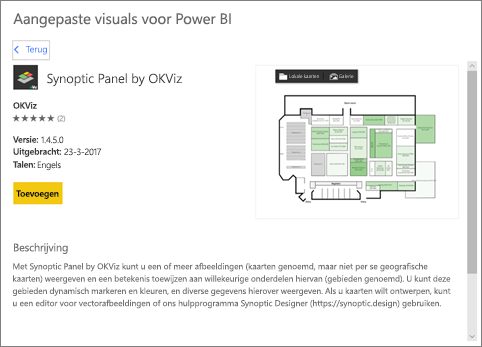 Aangepaste visuals voor Power BI
Terug
Synoptic Panel by OKViz
OKViz
(2)
Versie: 1.4.5.0
Uitgebracht: 23-3-2017
Talen: Engels
Toevoegen
Lokale kaarten
Galerie
Beschrijving
Met Synoptic Panel by OKViz kunt u een of meer afbeeldingen (kaarten genoemd, maar niet per se geografische
kaarten) weergeven en een betekenis toewijzen aan willekeurige onderdelen hiervan (gebieden genoemd). U kunt deze
gebieden dynamisch markeren en kleuren, en diverse gegevens hierover weergeven. Als u kaarten wilt ontwerpen, kunt
u een editor voor vectorafbeeldingen of ons hulpprogramma Synoptic Designer (https://synoptic.design) gebruiken.